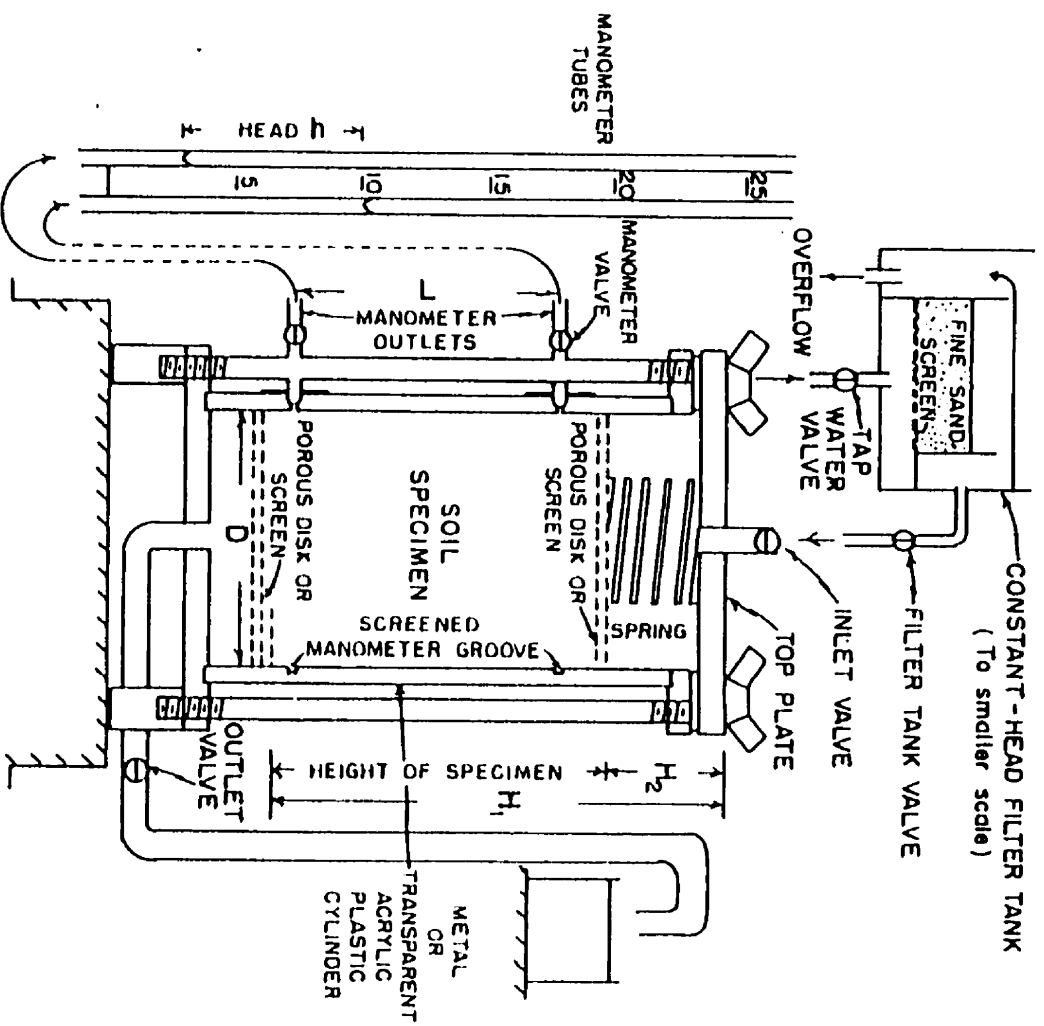 CONSTANT-HEAD FILTER TANK
(To smaller scale)
FINE SAND
SCREEN
OVERFLOW
TAP
WATER
VALVE
FILTER TANK VALVE
INLET VALVE
TOP PLATE
MANOMETER
TUBES
25
20
15
10
5
HEAD h
MANOMETER
VALVE
L
MANOMETER
OUTLETS
SPRING
POROUS DISK OR
SCREEN
SOIL
SPECIMEN
SCREENED
MANOMETER GROOVE
POROUS DISK OR
SCREEN
D
H2
HEIGHT OF SPECIMEN
H1
OUTLET
VALVE
METAL
OR
TRANSPARENT
ACRYLIC
PLASTIC
CYLINDER